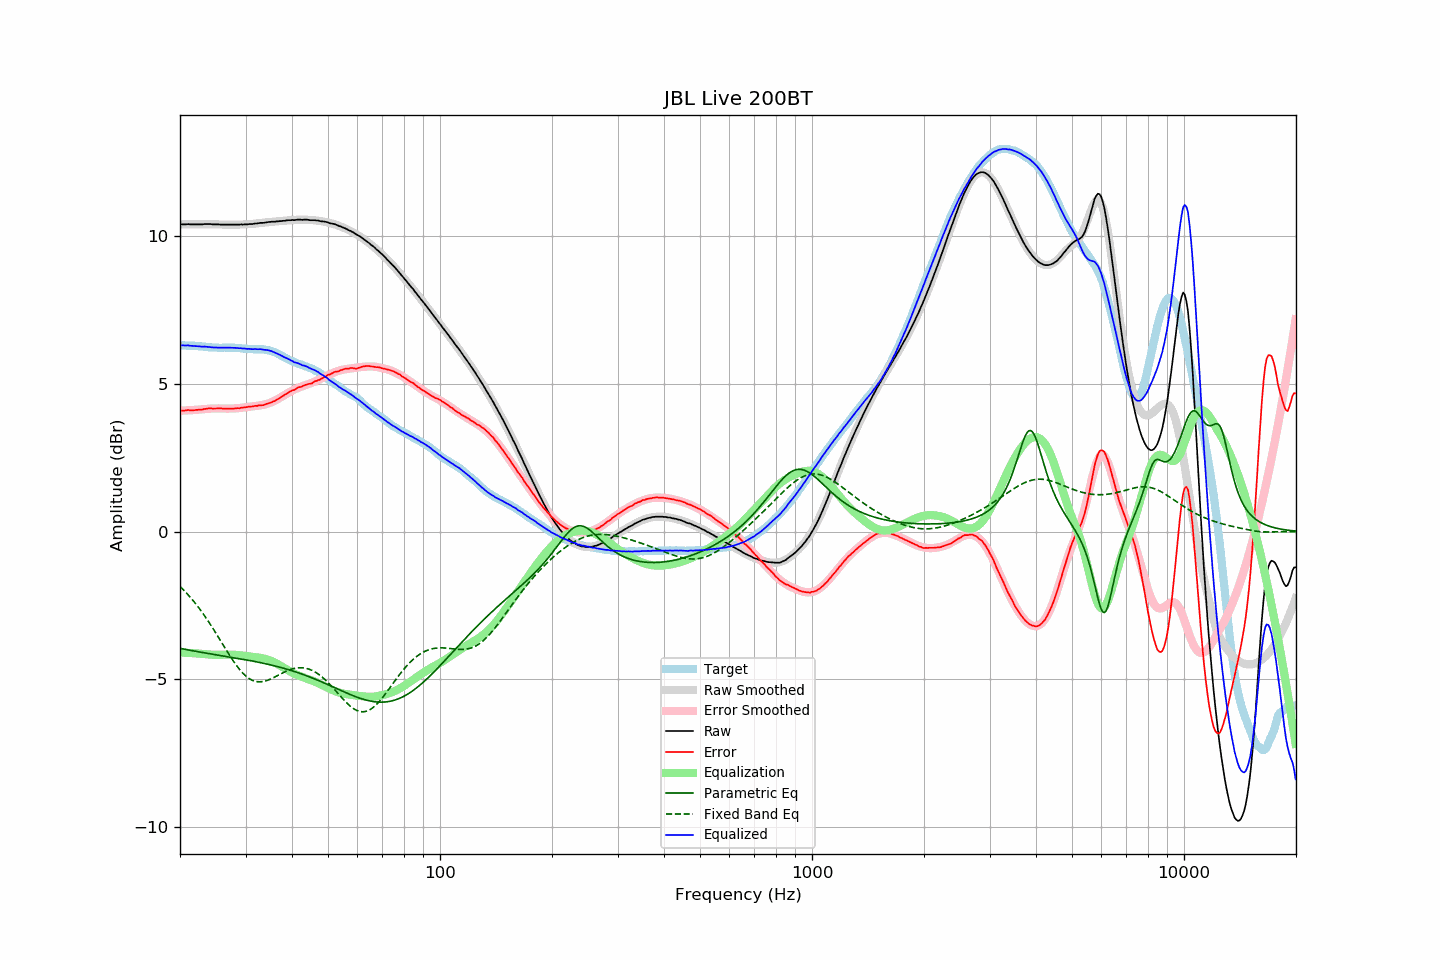 JBL Live 200BT
Amplitude (dBr)
10
5
0
−5
−10
Target
Raw Smoothed
Error Smoothed
Raw
Error
Equalization
Parametric Eq
Fixed Band Eq
Equalized
100
1000
10000
Frequency (Hz)